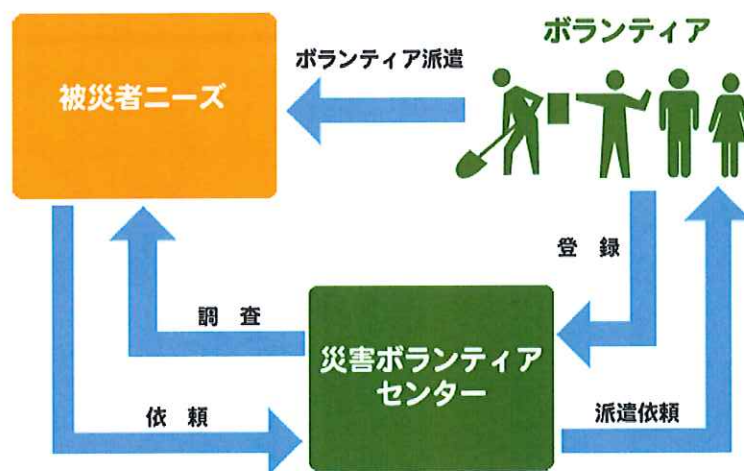 ボランティア
ボランティア派遣
被災者ニーズ
登 録
調 査
災害ボランティア
センター
依 頼
派遣依頼